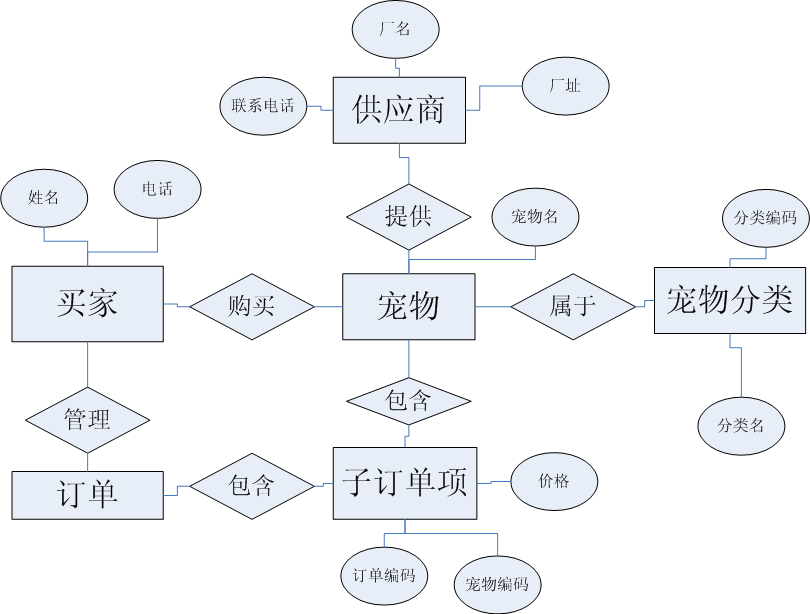 厂名
联系电话
供应商
厂址
姓名
电话
提供
宠物名
分类编码
买家
购买
宠物
属于
宠物分类
管理
包含
分类名
订单
包含
子订单项
价格
订单编码
宠物编码